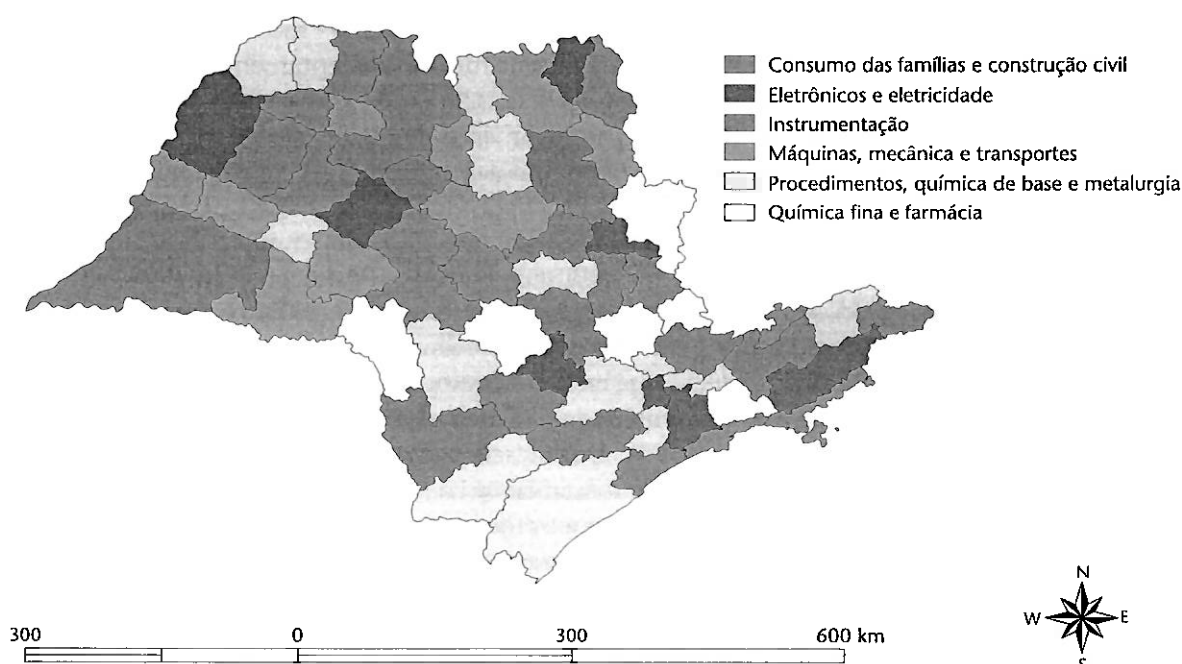 Consumo das famílias e construção civil
Eletrônicos e eletricidade
Instrumentação
Máquinas, mecânica e transportes
Procedimentos, química de base e metalurgia
Química fina e farmácia
N
W E
S
300 0 300 600 km